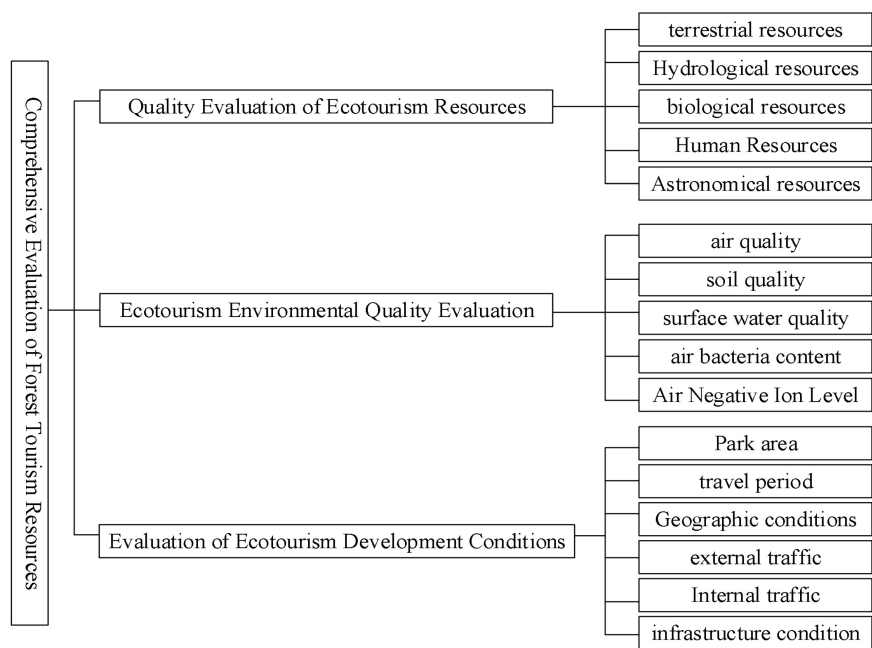 Comprehensive Evaluation of Forest Tourism Resources
Quality Evaluation of Ecotourism Resources
terrestrial resources
Hydrological resources
biological resources
Human Resources
Astronomical resources
Ecotourism Environmental Quality Evaluation
air quality
soil quality
surface water quality
air bacteria content
Air Negative Ion Level
Evaluation of Ecotourism Development Conditions
Park area
travel period
Geographic conditions
external traffic
Internal traffic
infrastructure condition